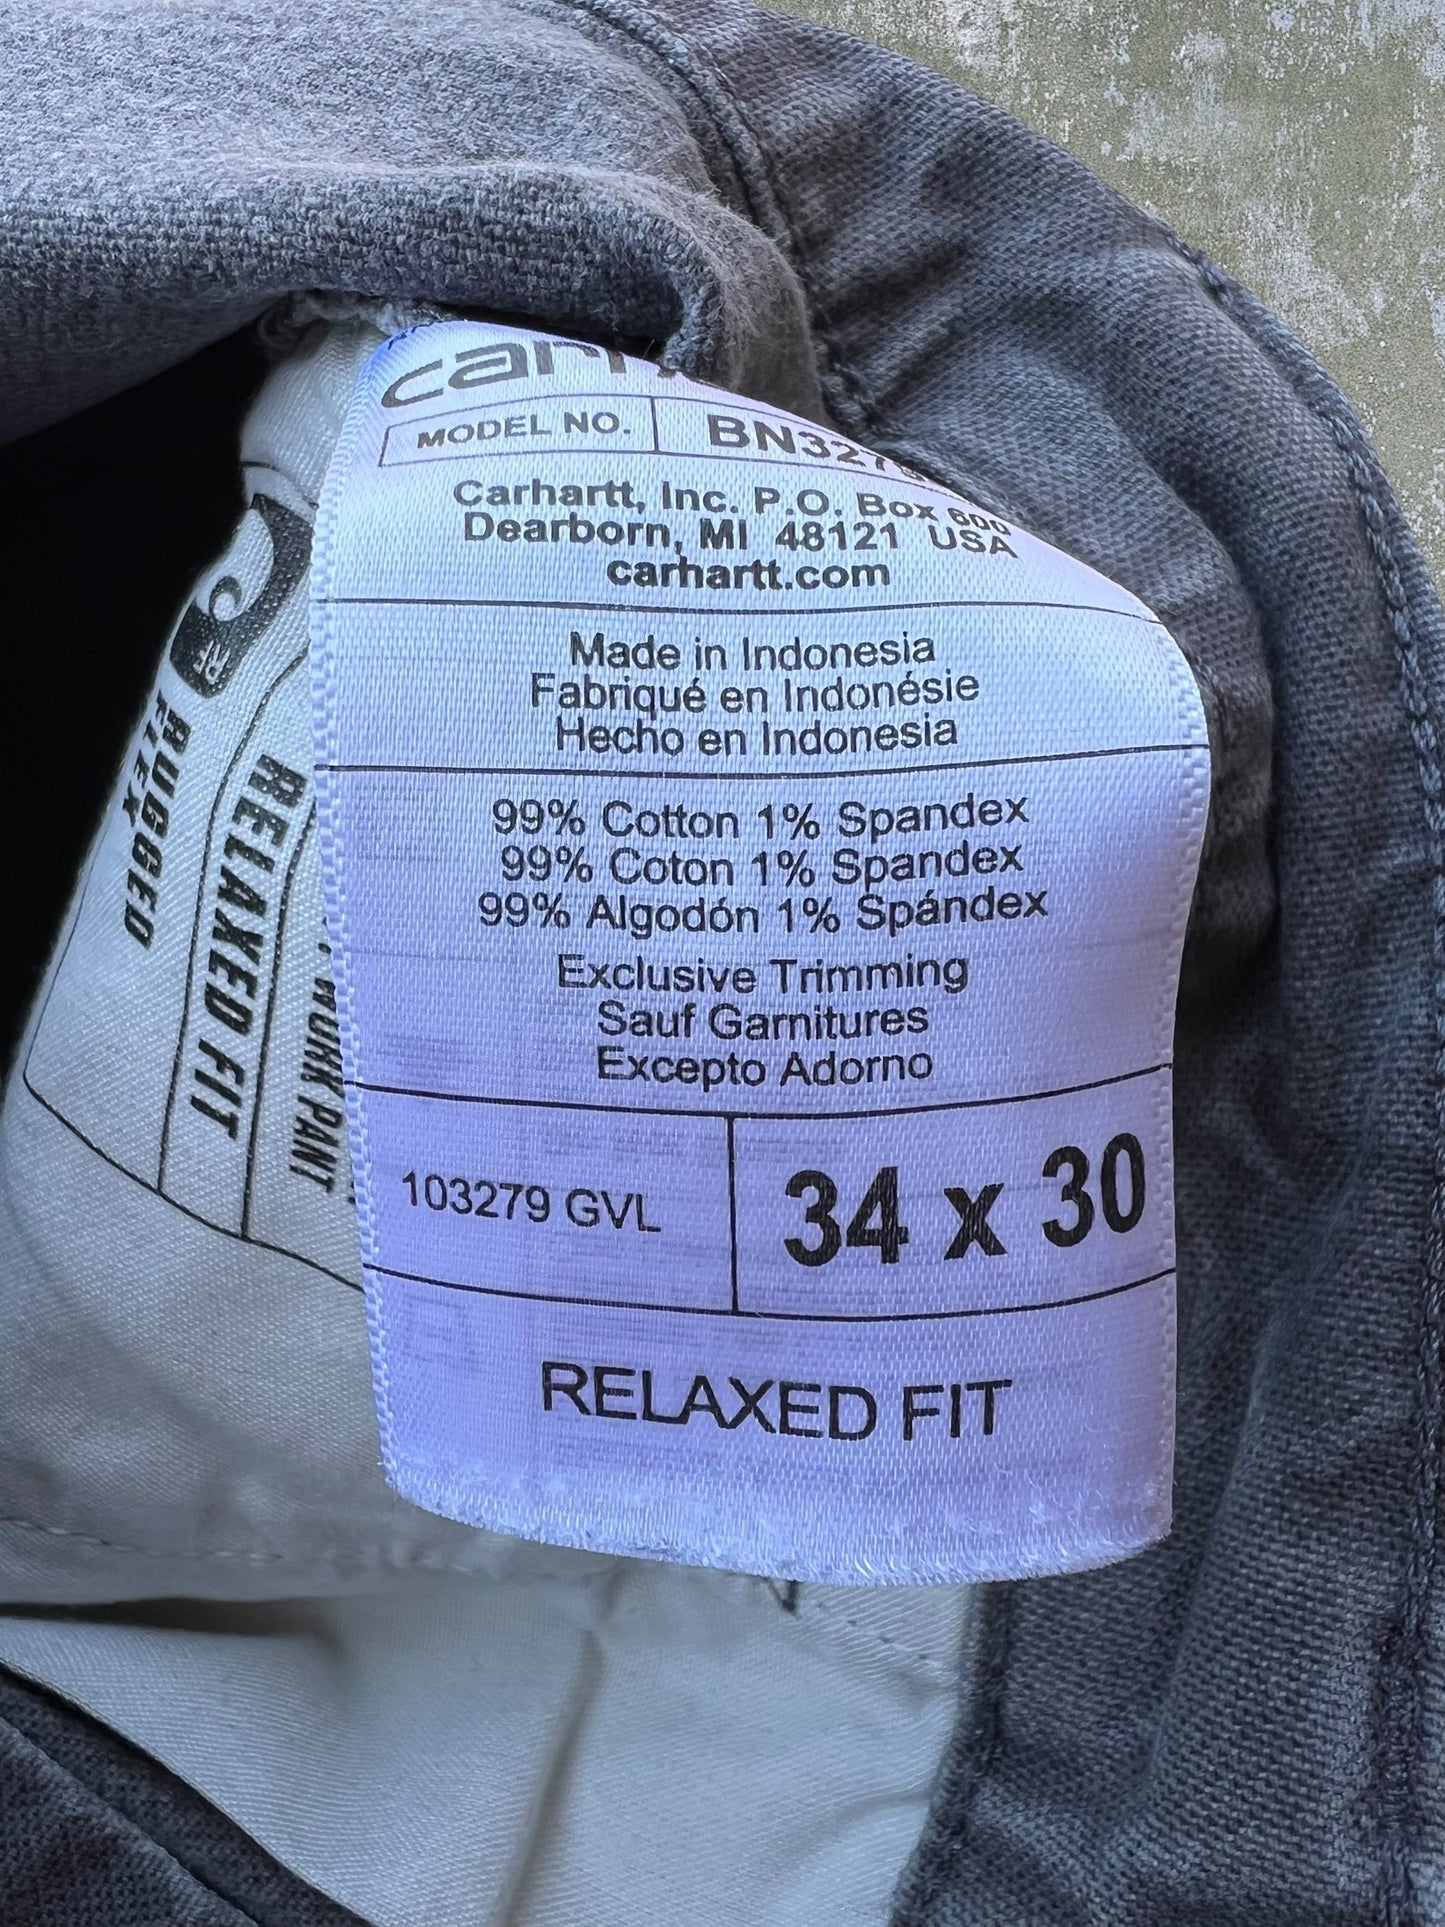 MODEL NO.
Carhartt, Inc. P.O. Box 600
Dearborn, MI 48121 USA
carhartt.com
Made in Indonesia
Fabriqué en Indonésie
Hecho en Indonesia
99% Cotton 1% Spandex
99% Coton 1% Spandex
99% Algodón 1% Spándex
Exclusive Trimming
Sauf Garnitures
Excepto Adorno
103279 GVL
34 x 30
RELAXED FIT
RUGGED
FLEX
RELAXED FIT
WORK PANT